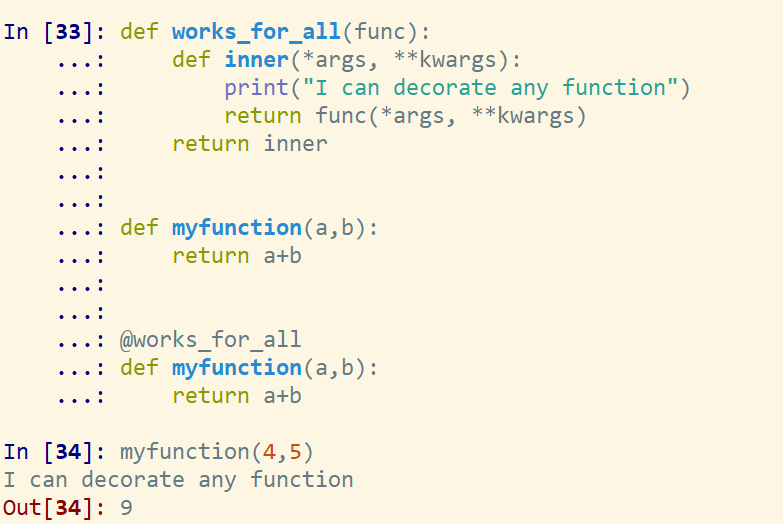 In [33]: def works_for_all(func):
    ...:     def inner(*args, **kwargs):
    ...:         print("I can decorate any function")
    ...:         return func(*args, **kwargs)
    ...:     return inner
    ...:
    ...:
    ...: def myfunction(a,b):
    ...:     return a+b
    ...:
    ...:
    ...: @works_for_all
    ...: def myfunction(a,b):
    ...:     return a+b
In [34]: myfunction(4,5)
I can decorate any function
Out[34]: 9